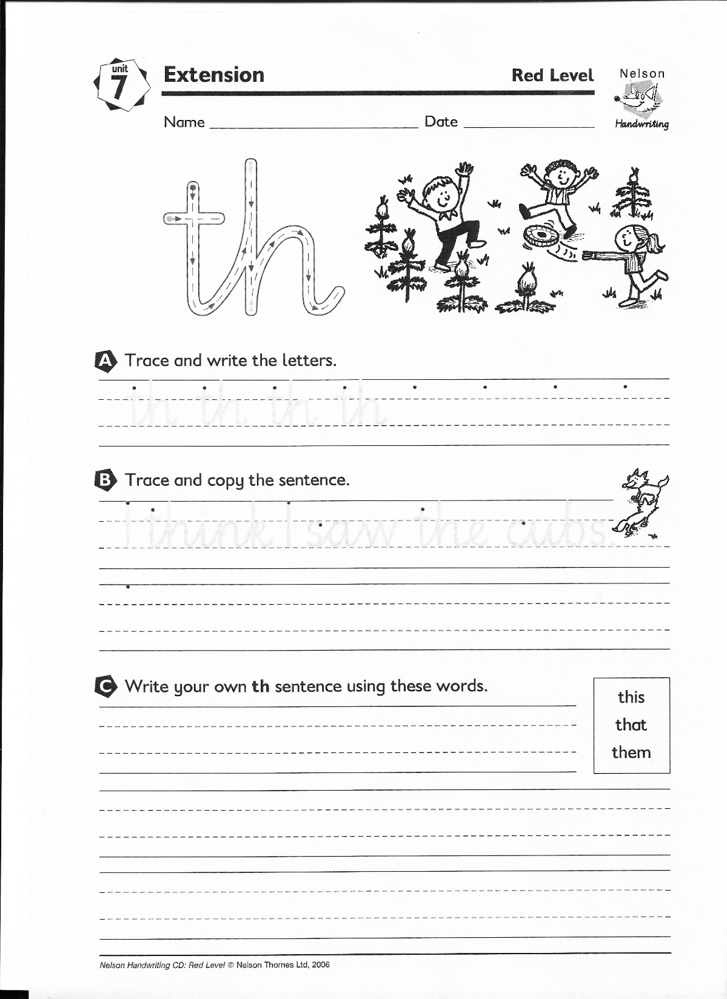 unit
7
Extension
Red Level
Nelson
Handwriting
Name
Date
th
A Trace and write the letters.
th th th th
B Trace and copy the sentence.
I think I saw the cubs.
C Write your own th sentence using these words.
this
that
them
Nelson Handwriting CD: Red Level © Nelson Thornes Ltd, 2006